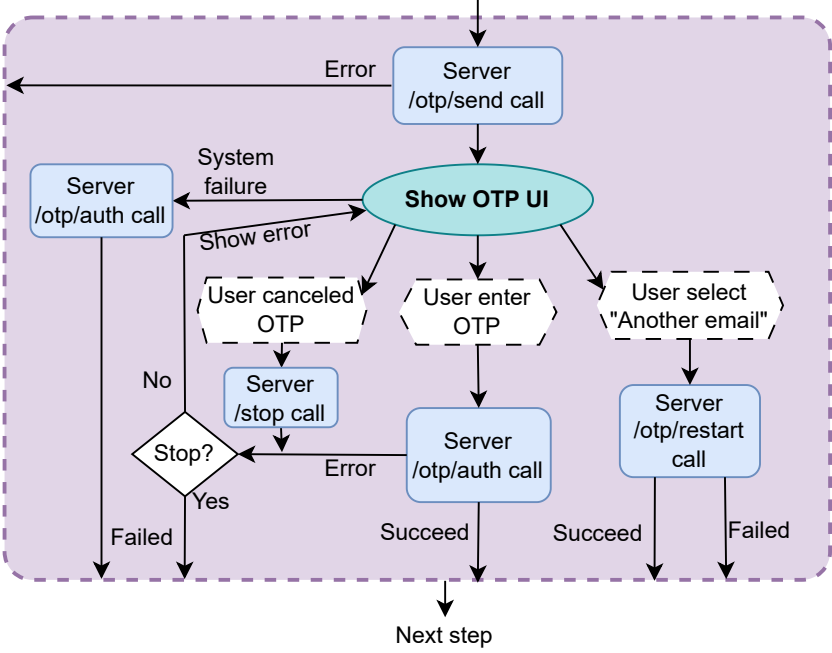 Error
Server
/otp/send call
System
failure
Server
/otp/auth call
Show OTP UI
Show error
User canceled
OTP
User enter
OTP
User select
"Another email"
No
Server
/stop call
Server
/otp/restart
call
Stop?
Server
/otp/auth call
Error
Yes
Failed
Succeed
Succeed
Failed
Next step